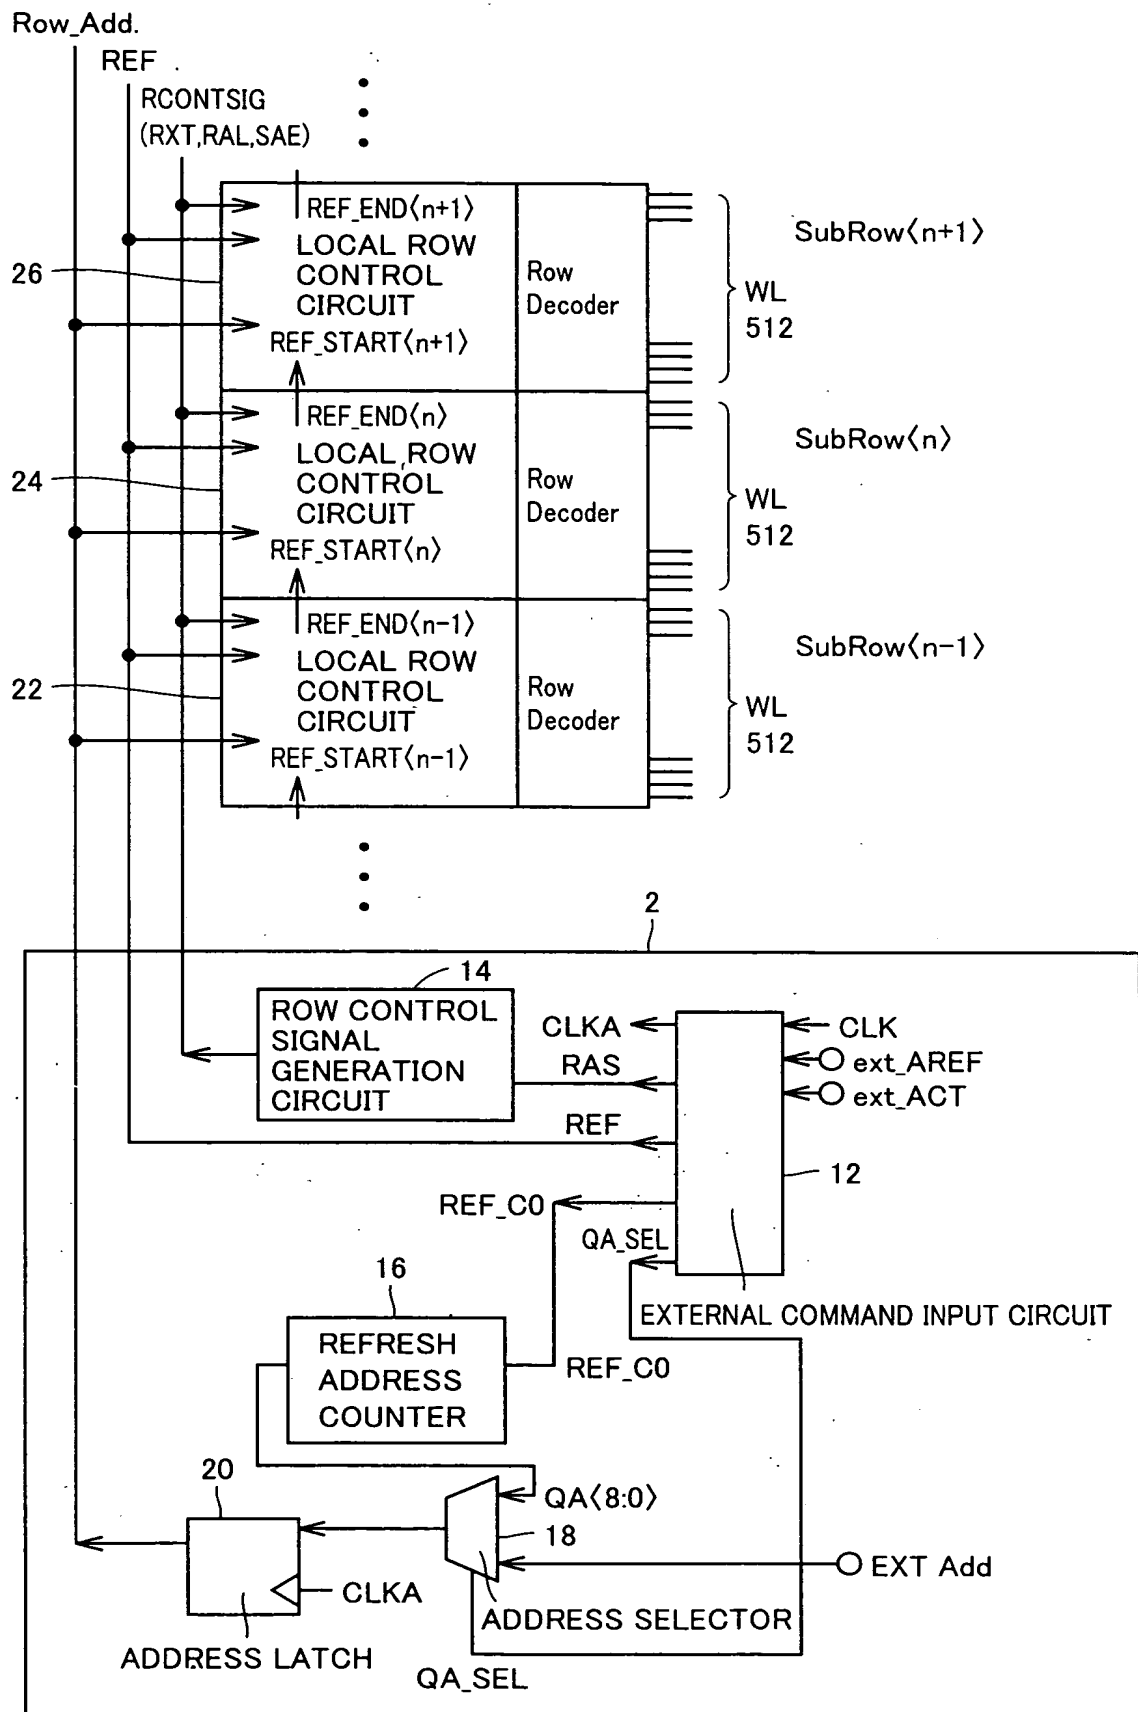 Row_Add.
REF
RCONTSIG
(RXT,RAL,SAE)
REF_END⟨n+1⟩
LOCAL ROW
CONTROL
CIRCUIT
REF_START⟨n+1⟩
Row
Decoder
SubRow⟨n+1⟩
WL
512
26
REF_END⟨n⟩
LOCAL ROW
CONTROL
CIRCUIT
REF_START⟨n⟩
Row
Decoder
SubRow⟨n⟩
WL
512
24
REF_END⟨n-1⟩
LOCAL ROW
CONTROL
CIRCUIT
REF_START⟨n-1⟩
Row
Decoder
SubRow⟨n-1⟩
WL
512
22
2
14
ROW CONTROL
SIGNAL
GENERATION
CIRCUIT
CLKA
RAS
REF
REF_C0
QA_SEL
CLK
ext_AREF
ext_ACT
12
EXTERNAL COMMAND INPUT CIRCUIT
16
REFRESH
ADDRESS
COUNTER
REF_C0
20
QA⟨8:0⟩
18
EXT Add
CLKA
ADDRESS SELECTOR
ADDRESS LATCH
QA_SEL